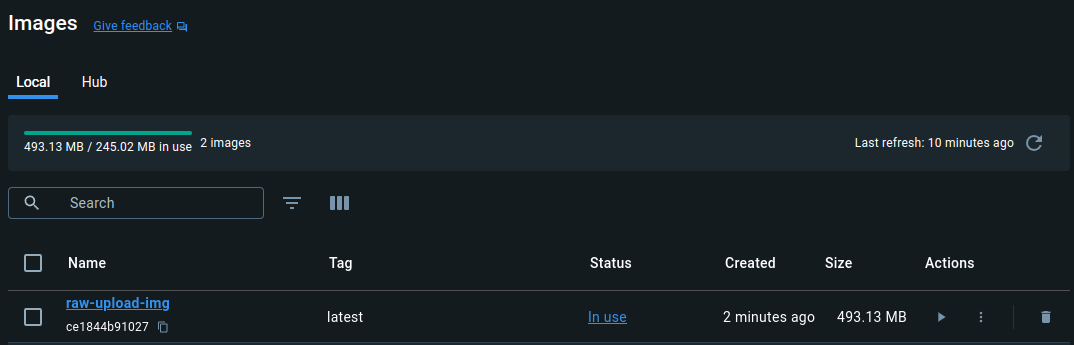 Images Give feedback
Local Hub
493.13 MB / 245.02 MB in use 2 images Last refresh: 10 minutes ago
Search
Name Tag Status Created Size Actions
raw-upload-img
ce1844b91027 latest In use 2 minutes ago 493.13 MB